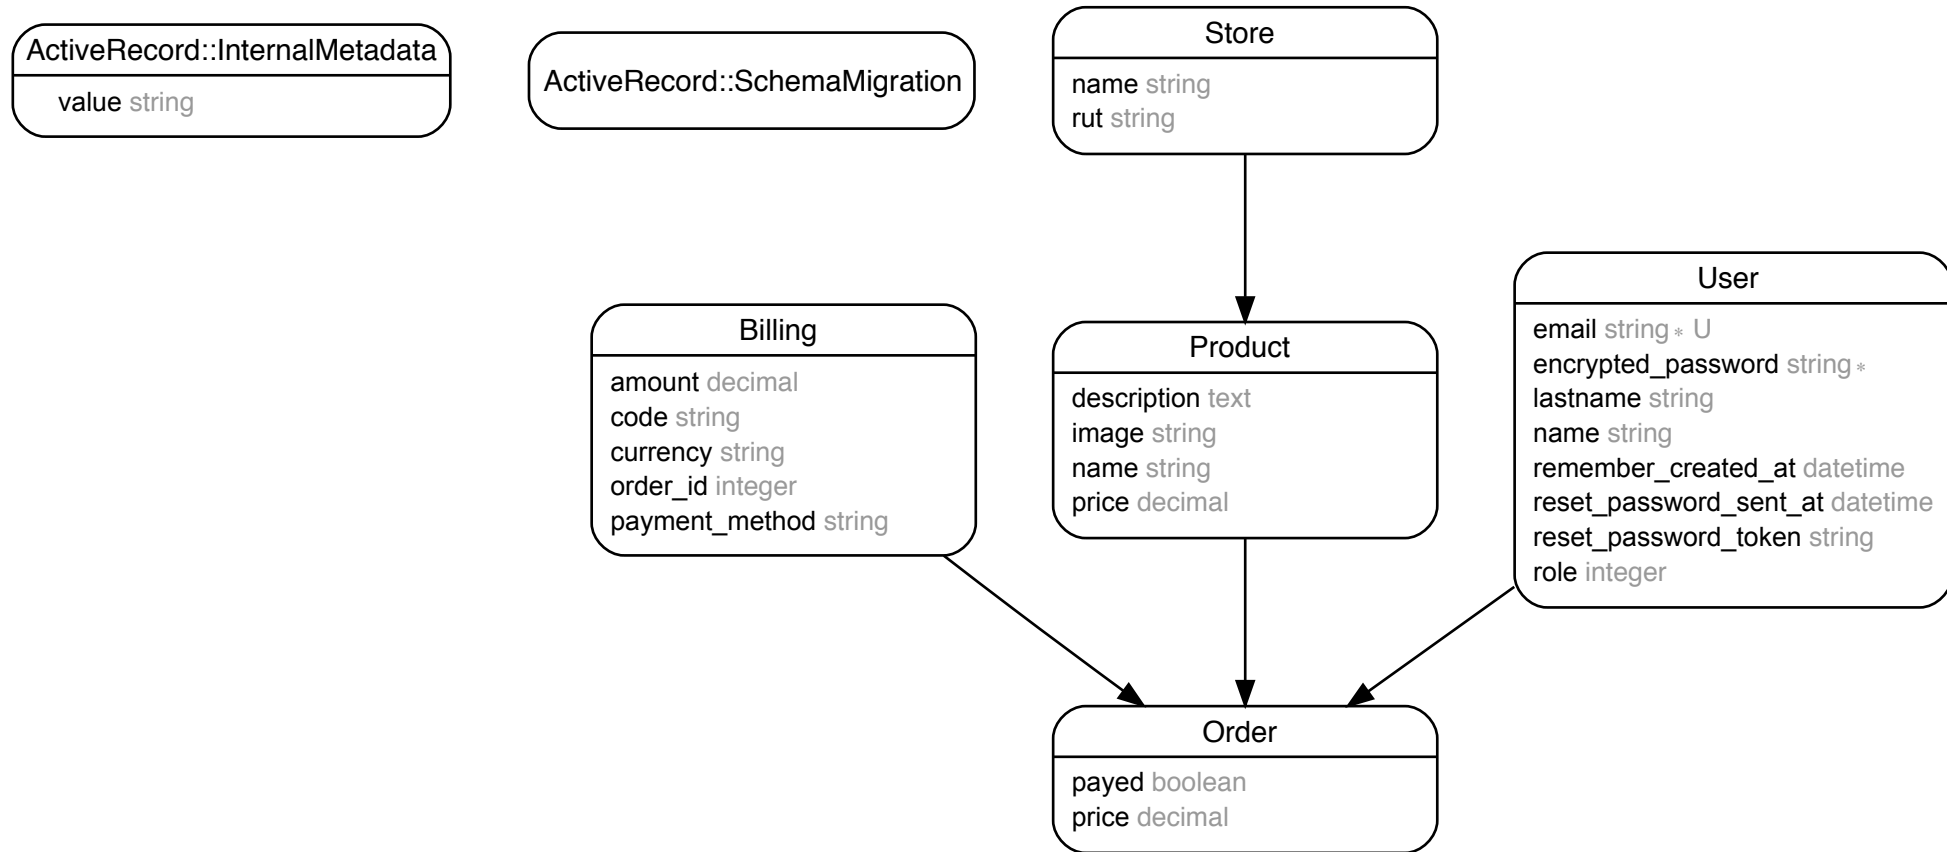 ActiveRecord::InternalMetadata
value string
ActiveRecord::SchemaMigration
Store
name string
rut string
Billing
amount decimal
code string
currency string
order_id integer
payment_method string
Product
description text
image string
name string
price decimal
User
email string * U
encrypted_password string *
lastname string
name string
remember_created_at datetime
reset_password_sent_at datetime
reset_password_token string
role integer
Order
payed boolean
price decimal